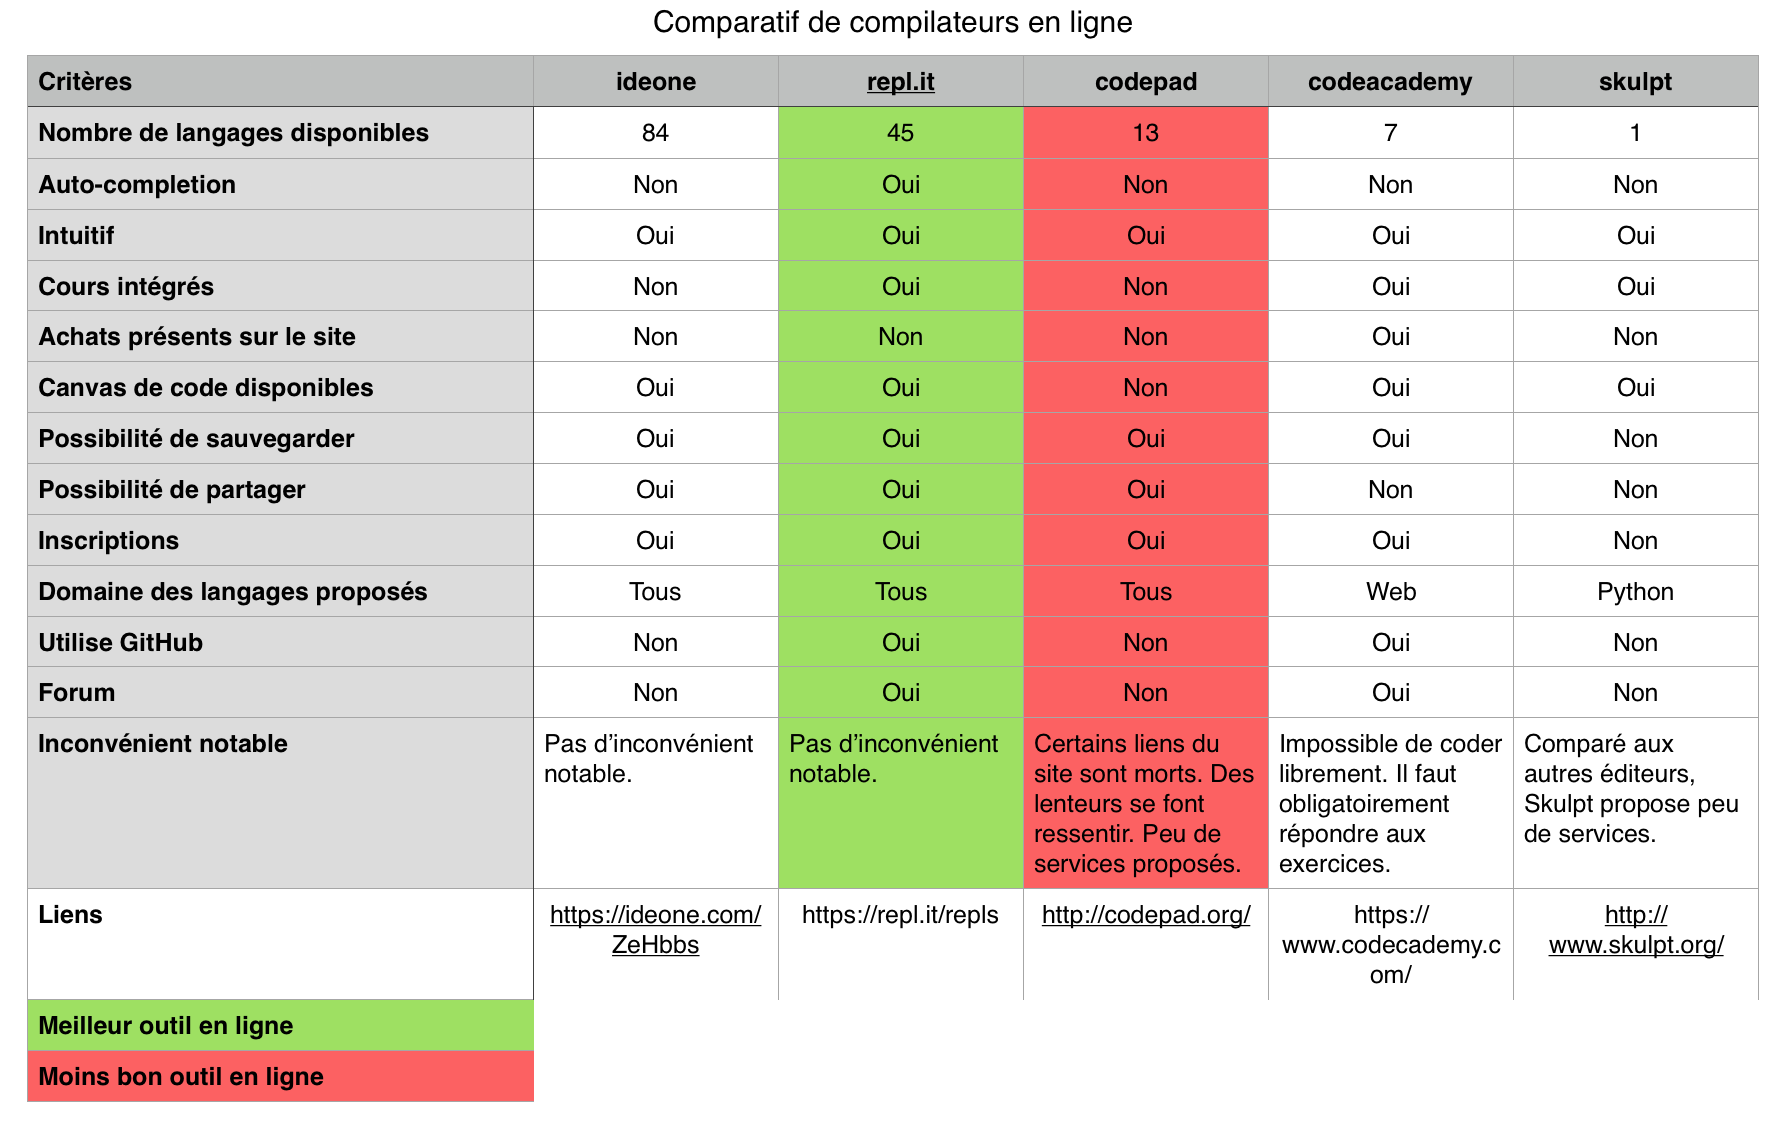 Comparatif de compilateurs en ligne
Critères ideone repl.it codepad codeacademy skulpt
Nombre de langages disponibles 84 45 13 7 1
Auto-completion Non Oui Non Non Non
Intuitif Oui Oui Oui Oui Oui
Cours intégrés Non Oui Non Oui Oui
Achats présents sur le site Non Non Non Oui Non
Canvas de code disponibles Oui Oui Non Oui Oui
Possibilité de sauvegarder Oui Oui Oui Oui Non
Possibilité de partager Oui Oui Oui Non Non
Inscriptions Oui Oui Oui Oui Non
Domaine des langages proposés Tous Tous Tous Web Python
Utilise GitHub Non Oui Non Oui Non
Forum Non Oui Non Oui Non
Inconvénient notable
Pas d’inconvénient
notable.
Pas d’inconvénient
notable.
Certains liens du
site sont morts. Des
lenteurs se font
ressentir. Peu de
services proposés.
Impossible de coder
librement. Il faut
obligatoirement
répondre aux
exercices.
Comparé aux
autres éditeurs,
Skulpt propose peu
de services.
Liens
https://ideone.com/
ZeHbbs
https://repl.it/repls
http://codepad.org/
https://
www.codecademy.c
om/
http://
www.skulpt.org/
Meilleur outil en ligne
Moins bon outil en ligne